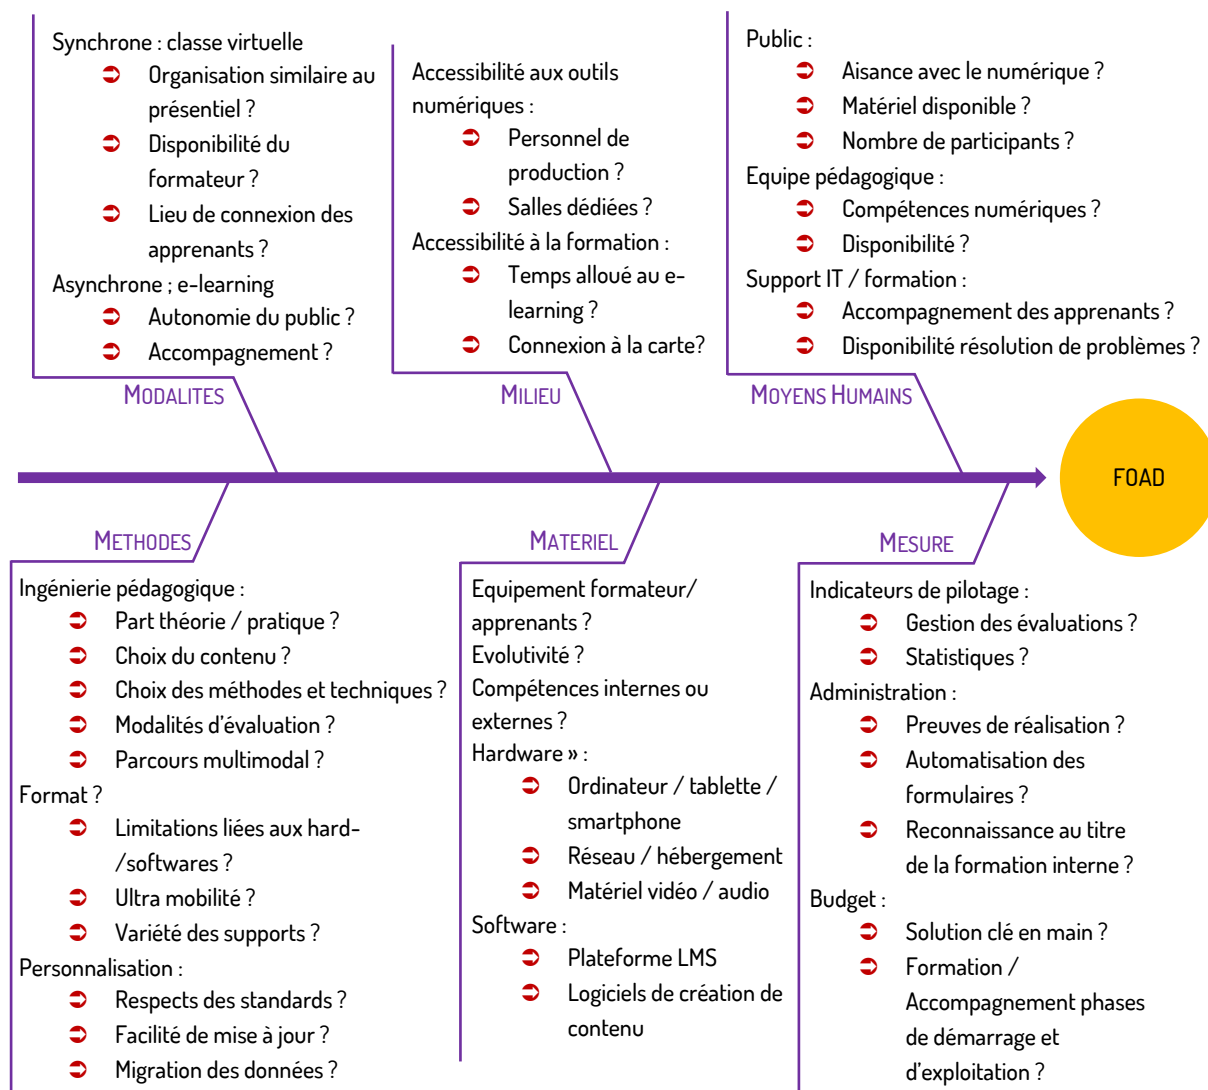 Synchrone : classe virtuelle
Organisation similaire au
présentiel ?
Disponibilité du
formateur ?
Lieu de connexion des
apprenants ?
Asynchrone ; e-learning
Autonomie du public ?
Accompagnement ?
MODALITES
Accessibilité aux outils
numériques :
Personnel de
production ?
Salles dédiées ?
Accessibilité à la formation :
Temps alloué au e-
learning ?
Connexion à la carte?
MILIEU
Public :
Aisance avec le numérique ?
Matériel disponible ?
Nombre de participants ?
Equipe pédagogique :
Compétences numériques ?
Disponibilité ?
Support IT / formation :
Accompagnement des apprenants ?
Disponibilité résolution de problèmes ?
MOYENS HUMAINS
FOAD
METHODES
Ingénierie pédagogique :
Part théorie / pratique ?
Choix du contenu ?
Choix des méthodes et techniques ?
Modalités d'évaluation ?
Parcours multimodal ?
Format ?
Limitations liées aux hard-
/softwares ?
Ultra mobilité ?
Variété des supports ?
Personnalisation :
Respects des standards ?
Facilité de mise à jour ?
Migration des données ?
MATERIEL
Equipement formateur/
apprenants ?
Evolutivité ?
Compétences internes ou
externes ?
Hardware » :
Ordinateur / tablette /
smartphone
Réseau / hébergement
Matériel vidéo / audio
Software :
Plateforme LMS
Logiciels de création de
contenu
MESURE
Indicateurs de pilotage :
Gestion des évaluations ?
Statistiques ?
Administration :
Preuves de réalisation ?
Automatisation des
formulaires ?
Reconnaissance au titre
de la formation interne ?
Budget :
Solution clé en main ?
Formation /
Accompagnement phases
de démarrage et
d'exploitation ?